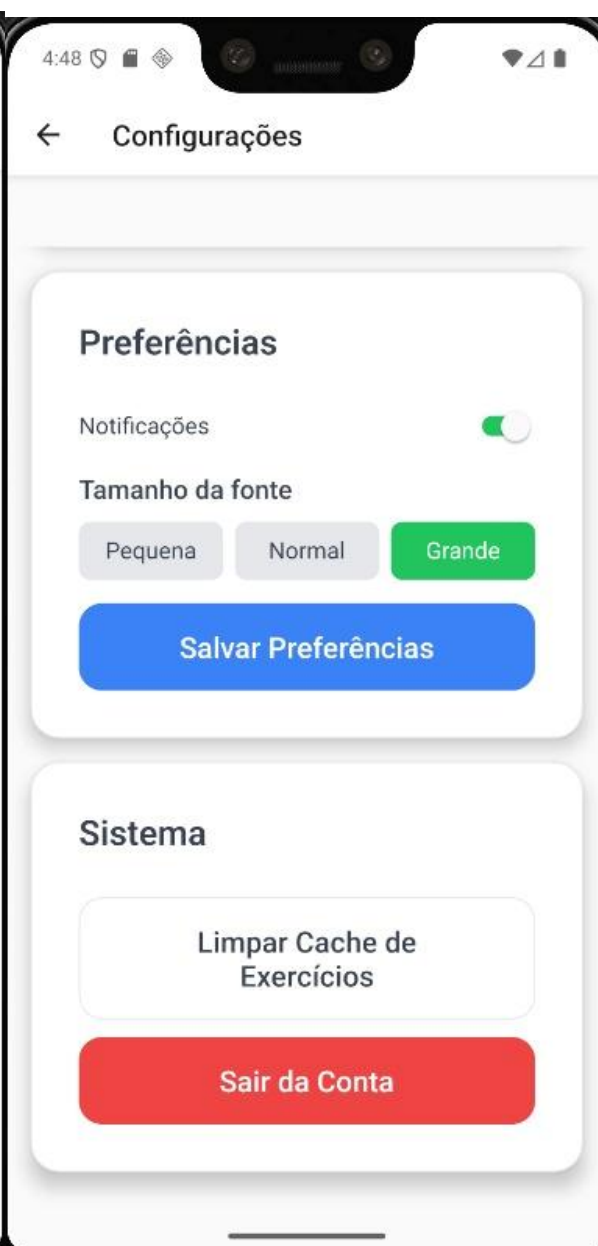 4:48
Configurações
Preferências
Notificações
Tamanho da fonte
Pequena Normal Grande
Salvar Preferências
Sistema
Limpar Cache de
Exercícios
Sair da Conta